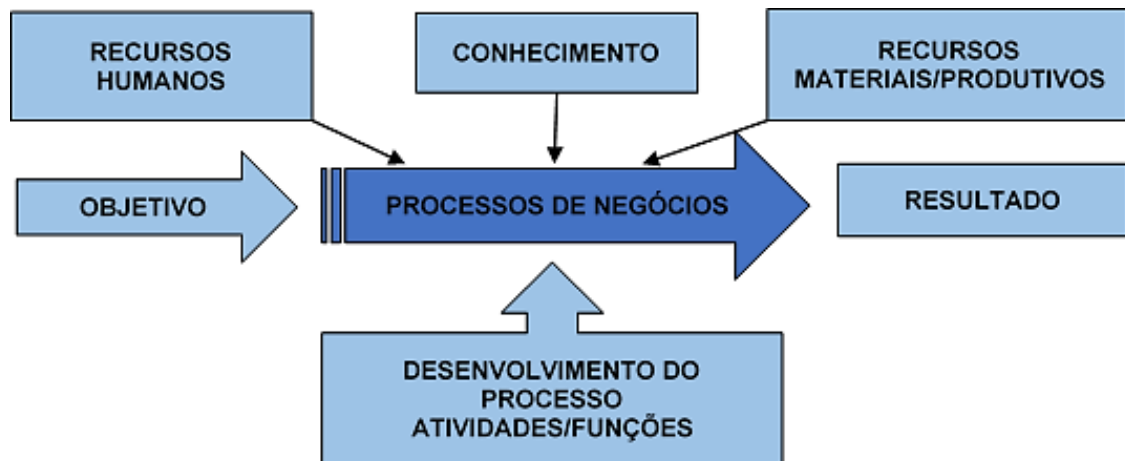 RECURSOS
HUMANOS
CONHECIMENTO
RECURSOS
MATERIAIS/PRODUTIVOS
OBJETIVO
PROCESSOS DE NEGÓCIOS
RESULTADO
DESENVOLVIMENTO DO
PROCESSO
ATIVIDADES/FUNÇÕES